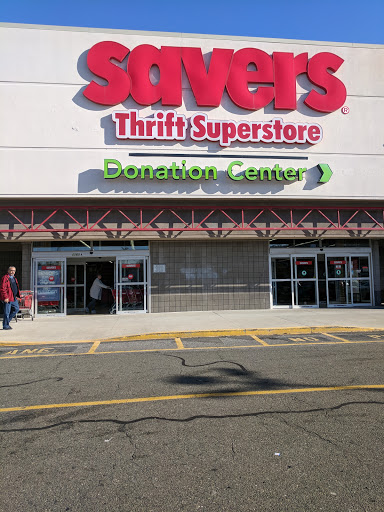 savers®
Thrift Superstore
Donation Center